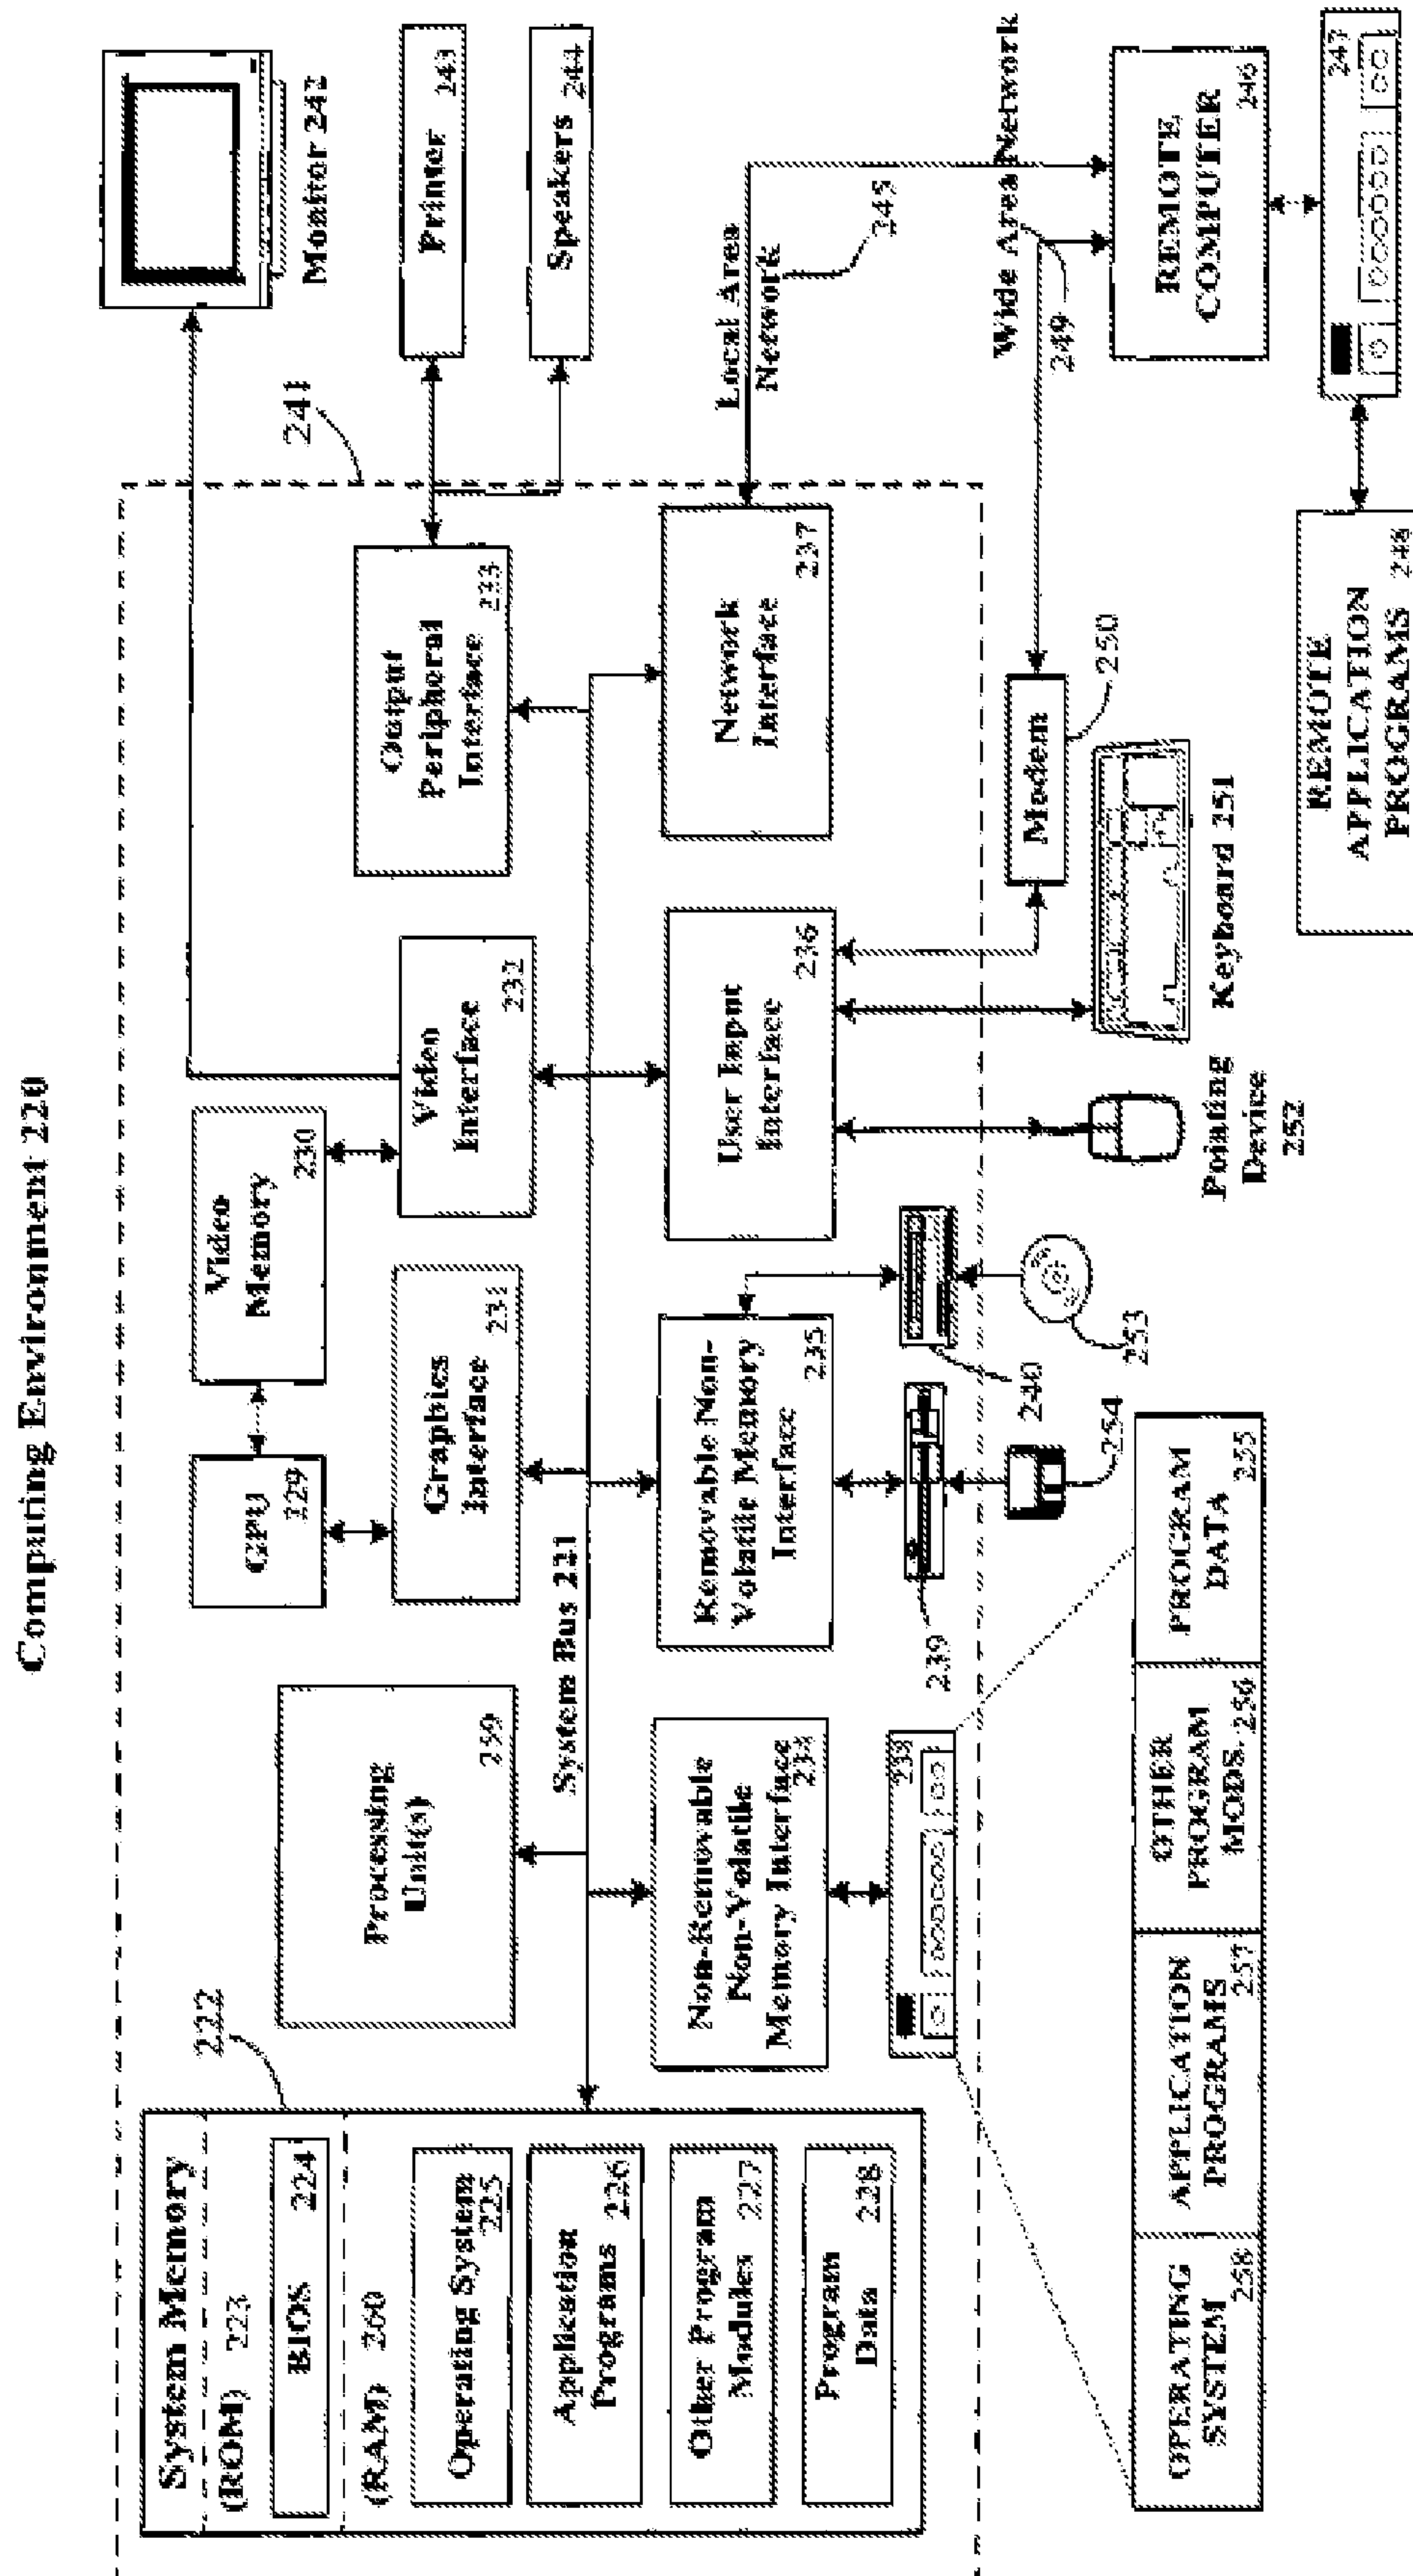 Computing Environment 220
System Memory
(ROM) 223
BIOS 224
(RAM) 260
Operating System
225
Application
Programs 226
Other Program
Modules 227
Program
Data 228
222
Processing
Unit(s)
259
System Bus 221
GPU
229
Video
Memory
230
Graphics
Interface
231
Video
Interface
232
Output
Peripheral
Interface
233
241
Monitor 242
Printer
243
Speakers
244
Non-Removable
Non-Volatile
Memory Interface
234
Removable Non-
Volatile Memory
Interface
235
User Input
Interface
236
Network
Interface
237
Local Area
Network
245
Wide Area Network
249
239
240
253
254
Modem
250
Keyboard 251
Pointing
Device
252
REMOTE
COMPUTER
246
247
REMOTE
APPLICATION
PROGRAMS 248
OPERATING
SYSTEM
258
APPLICATION
PROGRAMS
257
OTHER
PROGRAM
MODS.
256
PROGRAM
DATA
255